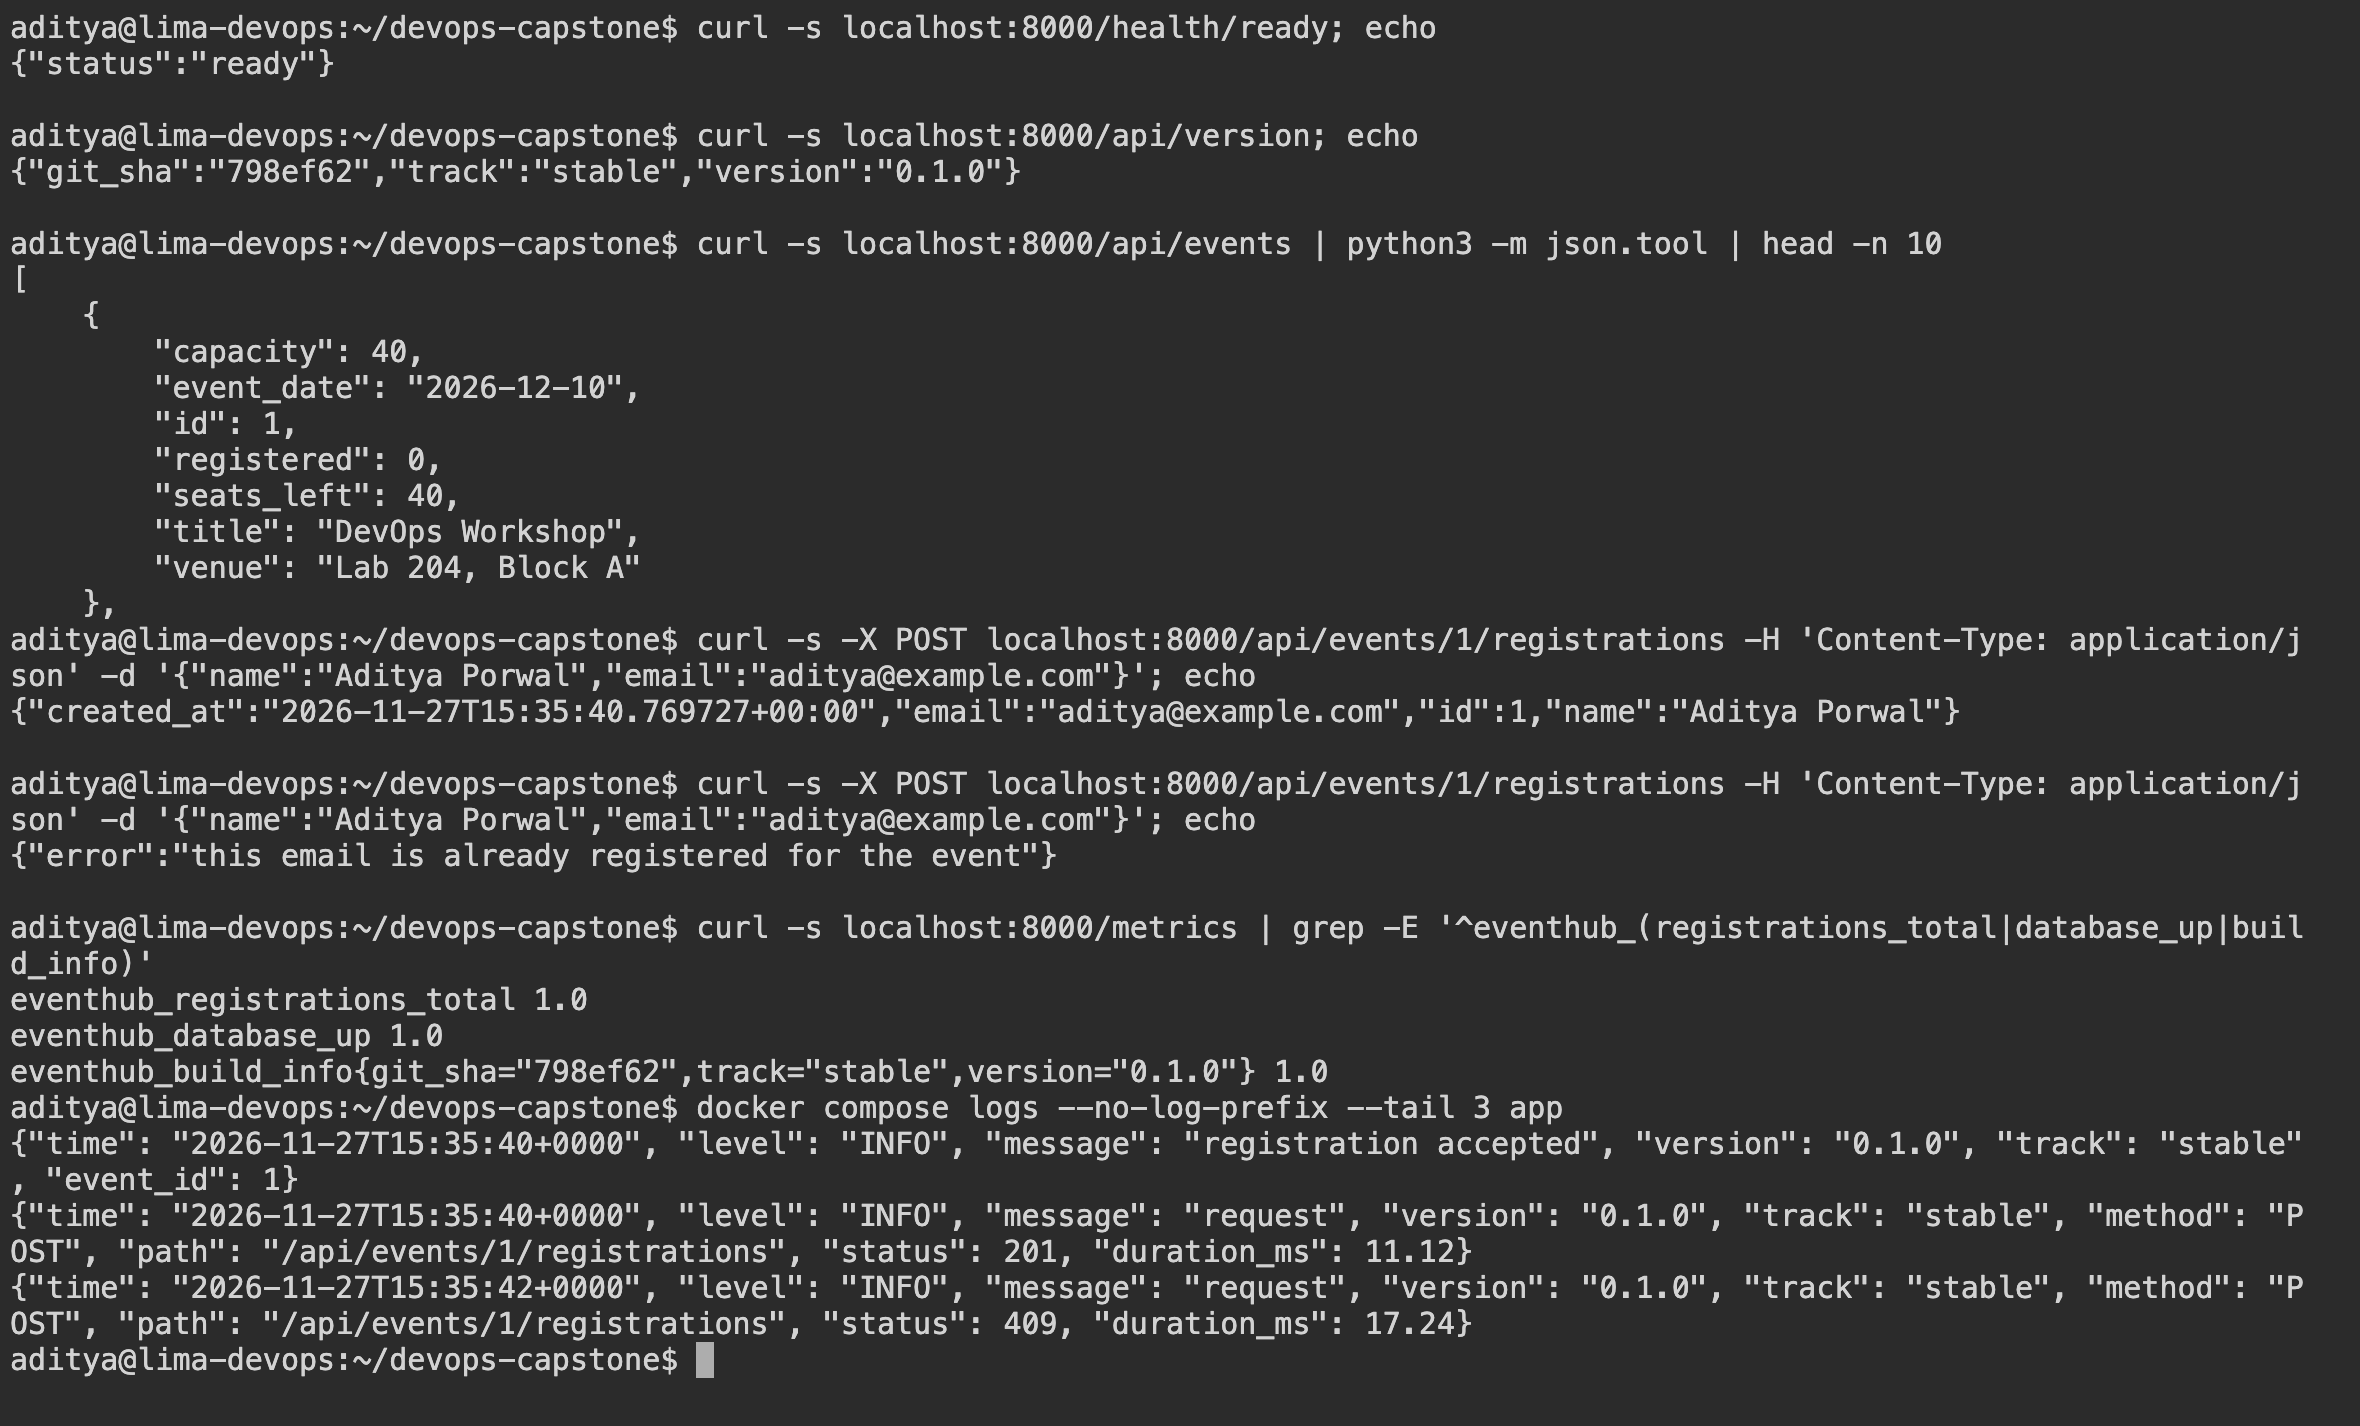 aditya@lima-devops:~/devops-capstone$ curl -s localhost:8000/health/ready; echo
{"status":"ready"}
aditya@lima-devops:~/devops-capstone$ curl -s localhost:8000/api/version; echo
{"git_sha":"798ef62","track":"stable","version":"0.1.0"}
aditya@lima-devops:~/devops-capstone$ curl -s localhost:8000/api/events | python3 -m json.tool | head -n 10
[
    {
        "capacity": 40,
        "event_date": "2026-12-10",
        "id": 1,
        "registered": 0,
        "seats_left": 40,
        "title": "DevOps Workshop",
        "venue": "Lab 204, Block A"
    },
aditya@lima-devops:~/devops-capstone$ curl -s -X POST localhost:8000/api/events/1/registrations -H 'Content-Type: application/j
son' -d '{"name":"Aditya Porwal","email":"aditya@example.com"}'; echo
{"created_at":"2026-11-27T15:35:40.769727+00:00","email":"aditya@example.com","id":1,"name":"Aditya Porwal"}
aditya@lima-devops:~/devops-capstone$ curl -s -X POST localhost:8000/api/events/1/registrations -H 'Content-Type: application/j
son' -d '{"name":"Aditya Porwal","email":"aditya@example.com"}'; echo
{"error":"this email is already registered for the event"}
aditya@lima-devops:~/devops-capstone$ curl -s localhost:8000/metrics | grep -E '^eventhub_(registrations_total|database_up|buil
d_info)'
eventhub_registrations_total 1.0
eventhub_database_up 1.0
eventhub_build_info{git_sha="798ef62",track="stable",version="0.1.0"} 1.0
aditya@lima-devops:~/devops-capstone$ docker compose logs --no-log-prefix --tail 3 app
{"time": "2026-11-27T15:35:40+0000", "level": "INFO", "message": "registration accepted", "version": "0.1.0", "track": "stable"
, "event_id": 1}
{"time": "2026-11-27T15:35:40+0000", "level": "INFO", "message": "request", "version": "0.1.0", "track": "stable", "method": "P
OST", "path": "/api/events/1/registrations", "status": 201, "duration_ms": 11.12}
{"time": "2026-11-27T15:35:42+0000", "level": "INFO", "message": "request", "version": "0.1.0", "track": "stable", "method": "P
OST", "path": "/api/events/1/registrations", "status": 409, "duration_ms": 17.24}
aditya@lima-devops:~/devops-capstone$